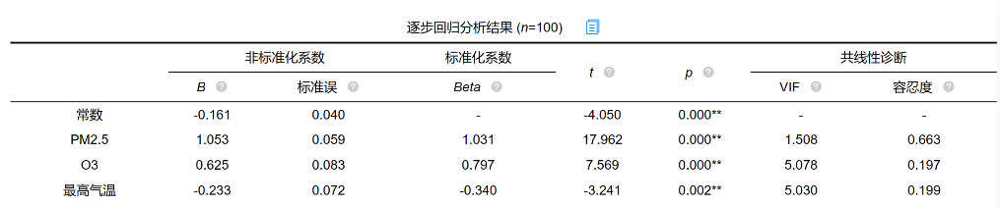 逐步回归分析结果 (n=100)
非标准化系数 标准化系数 t p 共线性诊断
B 标准误 Beta VIF 容忍度
常数 -0.161 0.040 - -4.050 0.000** - -
PM2.5 1.053 0.059 1.031 17.962 0.000** 1.508 0.663
O3 0.625 0.083 0.797 7.569 0.000** 5.078 0.197
最高气温 -0.233 0.072 -0.340 -3.241 0.002** 5.030 0.199